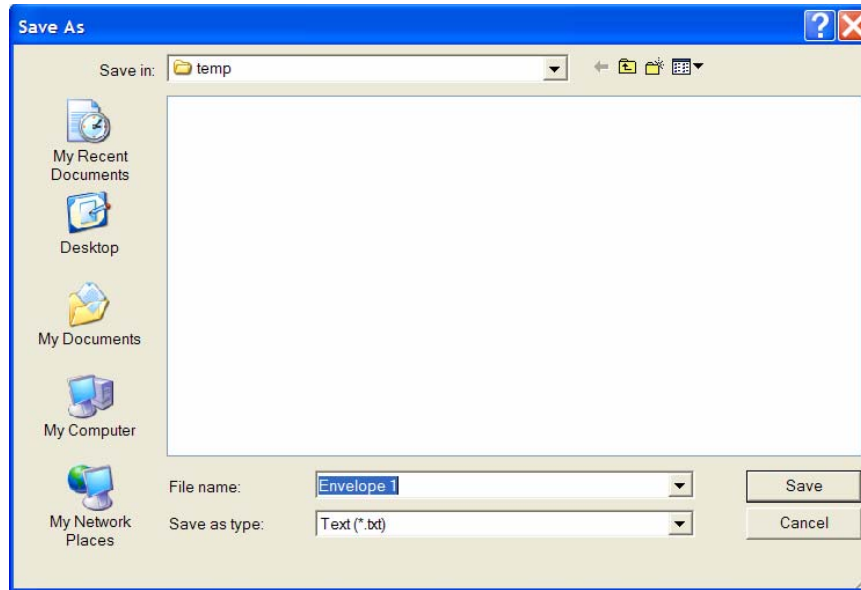 Save As
?
Save in:
temp
My Recent
Documents
Desktop
My Documents
My Computer
My Network
Places
File name:
Envelope 1
Save
Save as type:
Text (*.txt)
Cancel